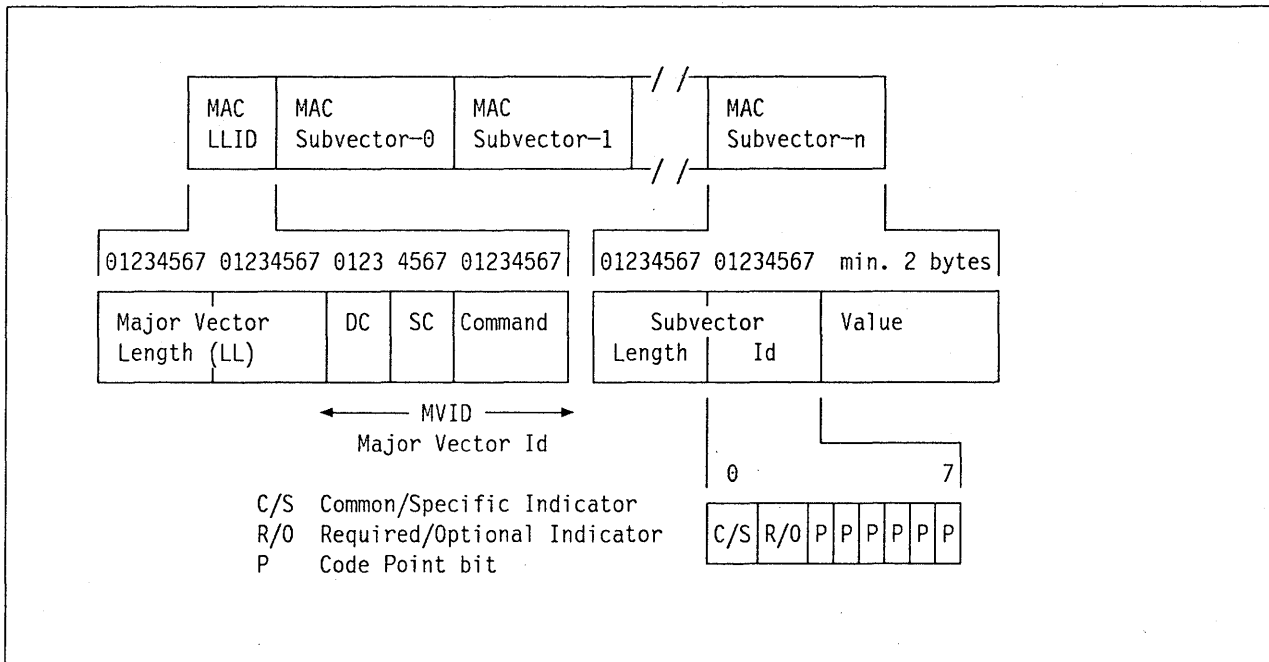 MAC MAC MAC MAC
LLID Subvector—0 Subvector—1 Subvector—n
01234567 01234567 0123 4567 01234567 01234567 01234567 min. 2 bytes
Major Vector DC SC Command Subvector Value
Length (LL) Length Id
MVID
Major Vector Id
0 7
C/S Common/Specific Indicator
R/O Required/Optional Indicator C/S R/O P P P P P P
P Code Point bit